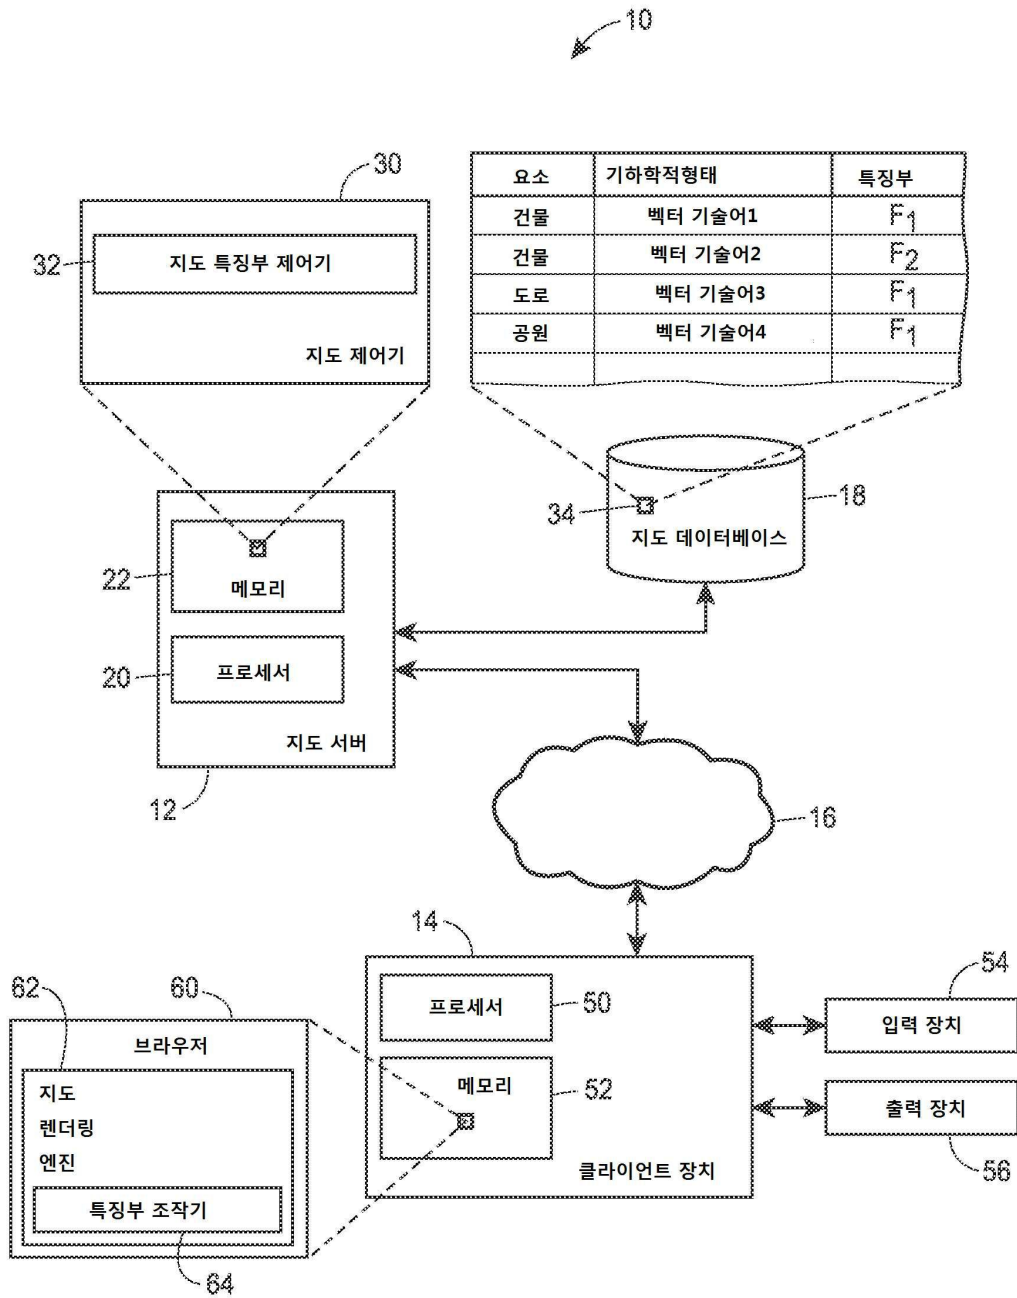 10
30
32
지도 특징부 제어기
지도 제어기
요소 기하학적형태 특징부
건물 벡터 기술어1 F1
건물 벡터 기술어2 F2
도로 벡터 기술어3 F1
공원 벡터 기술어4 F1
18
34
지도 데이터베이스
22
메모리
20
프로세서
지도 서버
12
16
14
프로세서
50
메모리
52
클라이언트 장치
54
입력 장치
출력 장치
56
62
60
브라우저
지도
렌더링
엔진
특징부 조작기
64